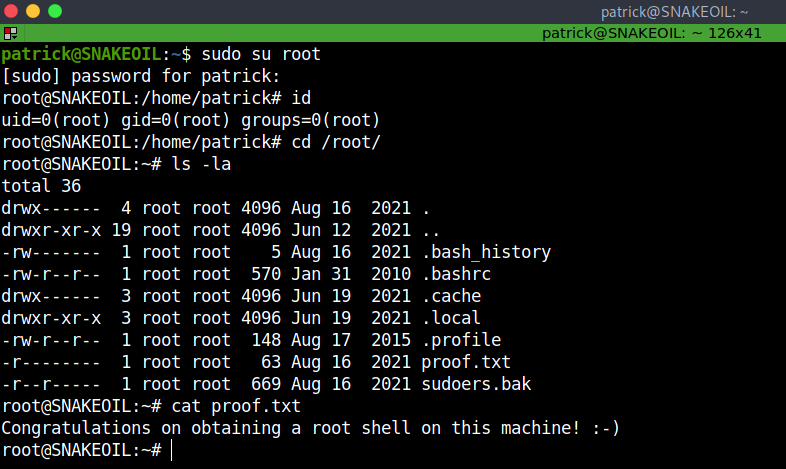 patrick@SNAKEOIL: ~
patrick@SNAKEOIL: ~ 126x41
patrick@SNAKEOIL:~$ sudo su root
[sudo] password for patrick:
root@SNAKEOIL:/home/patrick# id
uid=0(root) gid=0(root) groups=0(root)
root@SNAKEOIL:/home/patrick# cd /root/
root@SNAKEOIL:~# ls -la
total 36
drwx------  4 root root 4096 Aug 16  2021 .
drwxr-xr-x 19 root root 4096 Jun 12  2021 ..
-rw-------  1 root root    5 Aug 16  2021 .bash_history
-rw-r--r--  1 root root  570 Jan 31  2010 .bashrc
drwx------  3 root root 4096 Jun 19  2021 .cache
drwxr-xr-x  3 root root 4096 Jun 19  2021 .local
-rw-r--r--  1 root root  148 Aug 17  2015 .profile
-r--------  1 root root   63 Aug 16  2021 proof.txt
-r--r-----  1 root root  669 Aug 16  2021 sudoers.bak
root@SNAKEOIL:~# cat proof.txt
Congratulations on obtaining a root shell on this machine! :-)
root@SNAKEOIL:~#